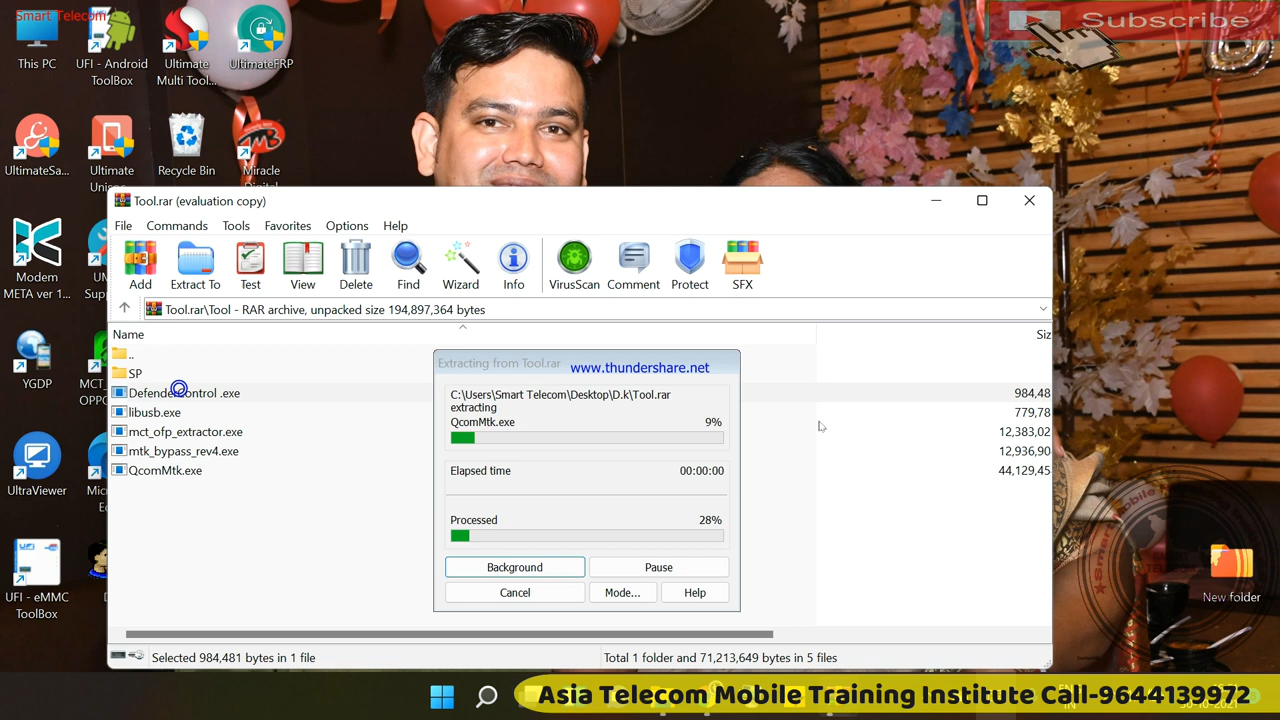 Smart Telecom
Subscribe
This PC
UFI - Android
ToolBox
Ultimate
Multi Tool...
UltimateFRP
UltimateSa...
Ultimate
Recycle Bin
Miracle
Modem
META ver 1...
YGDP
UltraViewer
UFI - eMMC
ToolBox
New folder
Tool.rar (evaluation copy)
File Commands Tools Favorites Options Help
Add Extract To Test View Delete Find Wizard Info VirusScan Comment Protect SFX
Tool.rar\Tool - RAR archive, unpacked size 194,897,364 bytes
Name Siz
..
SP
DefenderControl .exe 984,48
libusb.exe 779,78
mct_ofp_extractor.exe 12,383,02
mtk_bypass_rev4.exe 12,936,90
QcomMtk.exe 44,129,45
Extracting from Tool.rar www.thundershare.net
C:\Users\Smart Telecom\Desktop\D.k\Tool.rar
extracting
QcomMtk.exe 9%
Elapsed time 00:00:00
Processed 28%
Background Pause
Cancel Mode... Help
Selected 984,481 bytes in 1 file Total 1 folder and 71,213,649 bytes in 5 files
Asia Telecom Mobile Training Institute Call-9644139972